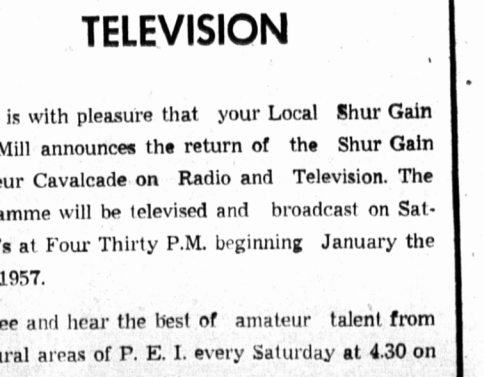 TELEVISION
is with pleasure that your Local Shur Gain
Mill announces the return of the Shur Gain
eur Cavalcade on Radio and Television. The
amme will be televised and broadcast on Sat-
's at Four Thirty P.M. beginning January the
1957.
ee and hear the best of amateur talent from
ural areas of P. E. I. every Saturday at 4.30 on